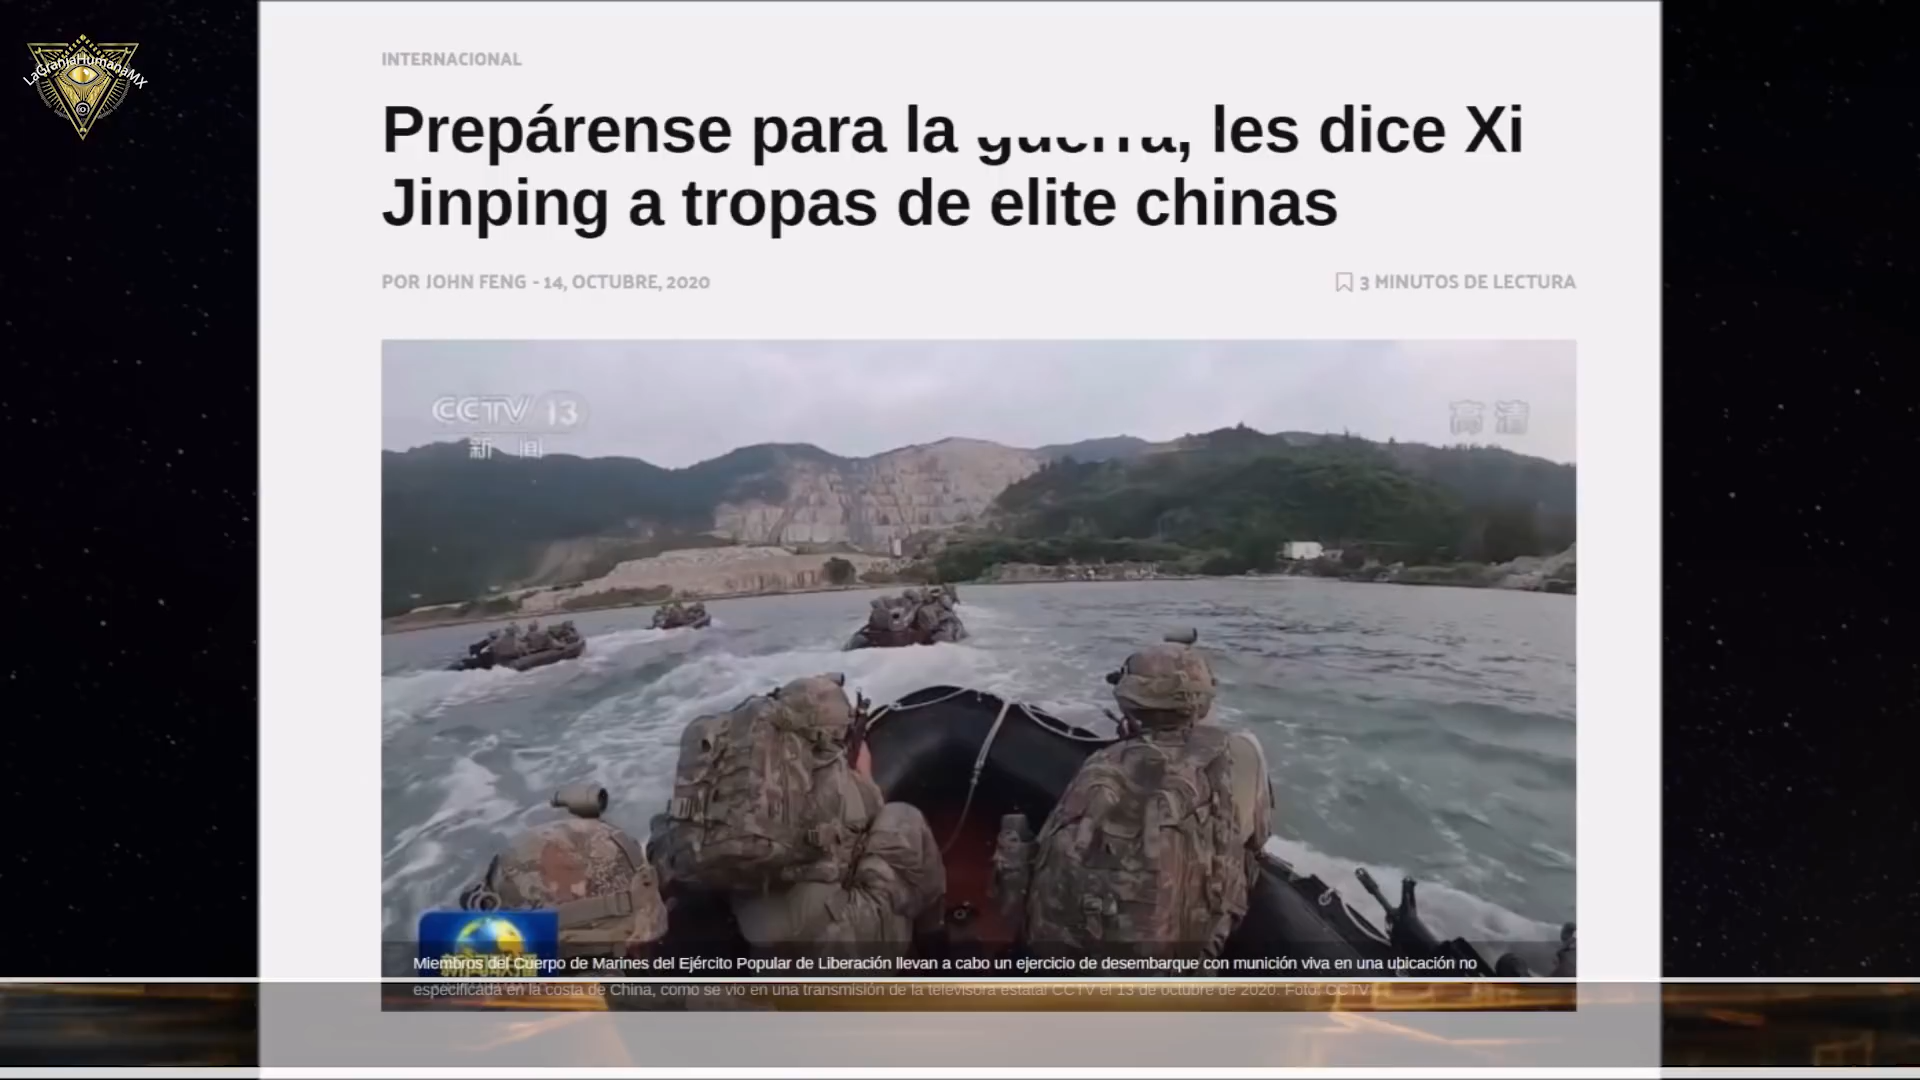 LaGranjaHumanaMX
INTERNACIONAL
Prepárense para la guerra, les dice Xi
Jinping a tropas de elite chinas
POR JOHN FENG - 14, OCTUBRE, 2020
3 MINUTOS DE LECTURA
CCTV 13
新 闻
高清
Miembros del Cuerpo de Marines del Ejército Popular de Liberación llevan a cabo un ejercicio de desembarque con munición viva en una ubicación no
especificada en la costa de China, como se vio en una transmisión de la televisora estatal CCTV el 13 de octubre de 2020. Foto: CCTV